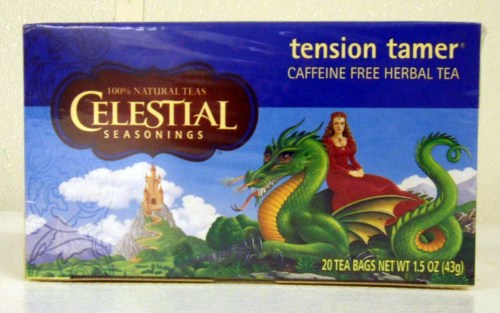 tension tamer®
CAFFEINE FREE HERBAL TEA
100% NATURAL TEAS
CELESTIAL
SEASONINGS
20 TEA BAGS NET WT 1.5 OZ (43g)